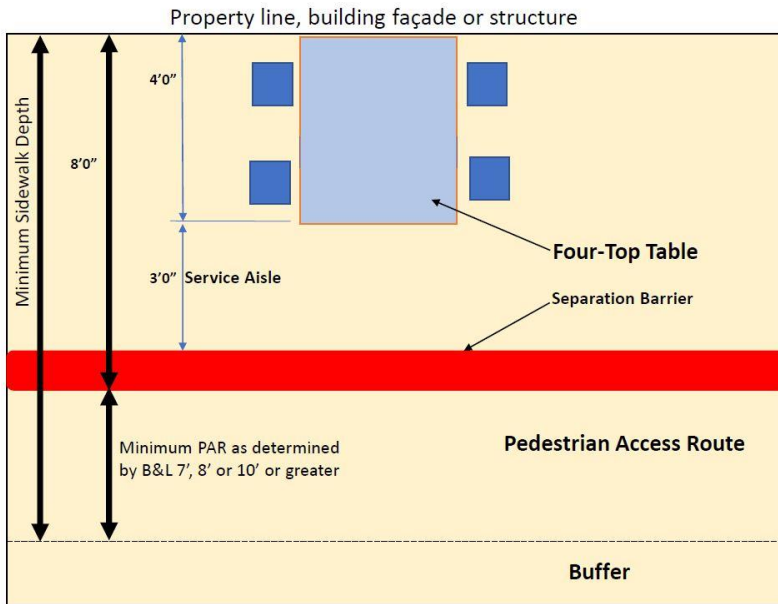 Property line, building façade or structure
4’0”
8’0”
Minimum Sidewalk Depth
Four-Top Table
3’0” Service Aisle
Separation Barrier
Minimum PAR as determined
by B&L 7’, 8’ or 10’ or greater
Pedestrian Access Route
Buffer